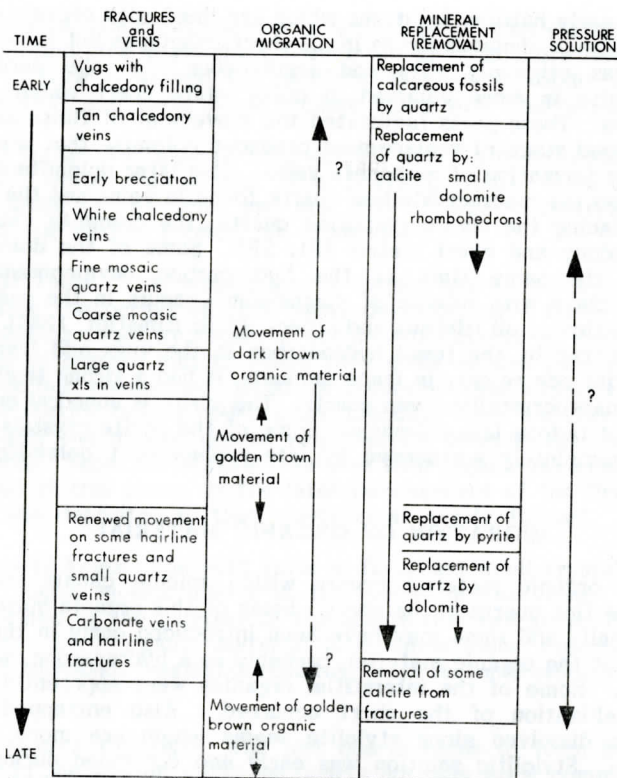 TIME
FRACTURES
and
VEINS
ORGANIC
MIGRATION
MINERAL
REPLACEMENT
(REMOVAL)
PRESSURE
SOLUTION
EARLY
LATE
Vugs with
chalcedony filling
Tan chalcedony
veins
Early breciation
White chalcedony
veins
Fine mosaic
quartz veins
Coarse moasic
quartz veins
Large quartz
xls in veins
Renewed movement
on some hairline
fractures and
small quartz
veins
Carbonate veins
and hairline
fractures
?
Movement of
dark brown
organic material
Movement of
golden brown
material
?
Movement of golden
brown organic
material
Replacement of
calcareous fossils
by quartz
Replacement
of quartz by:
calcite small
dolomite
rhombohedrons
Replacement of
quartz by pyrite
Replacement of
quartz by
dolomite
Removal of some
calcite from
fractures
?